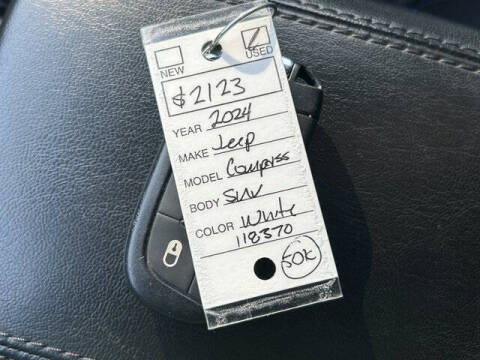 NEW USED
$2123
YEAR 2024
MAKE Jeep
MODEL Compass
BODY SUV
COLOR White
118370
50K